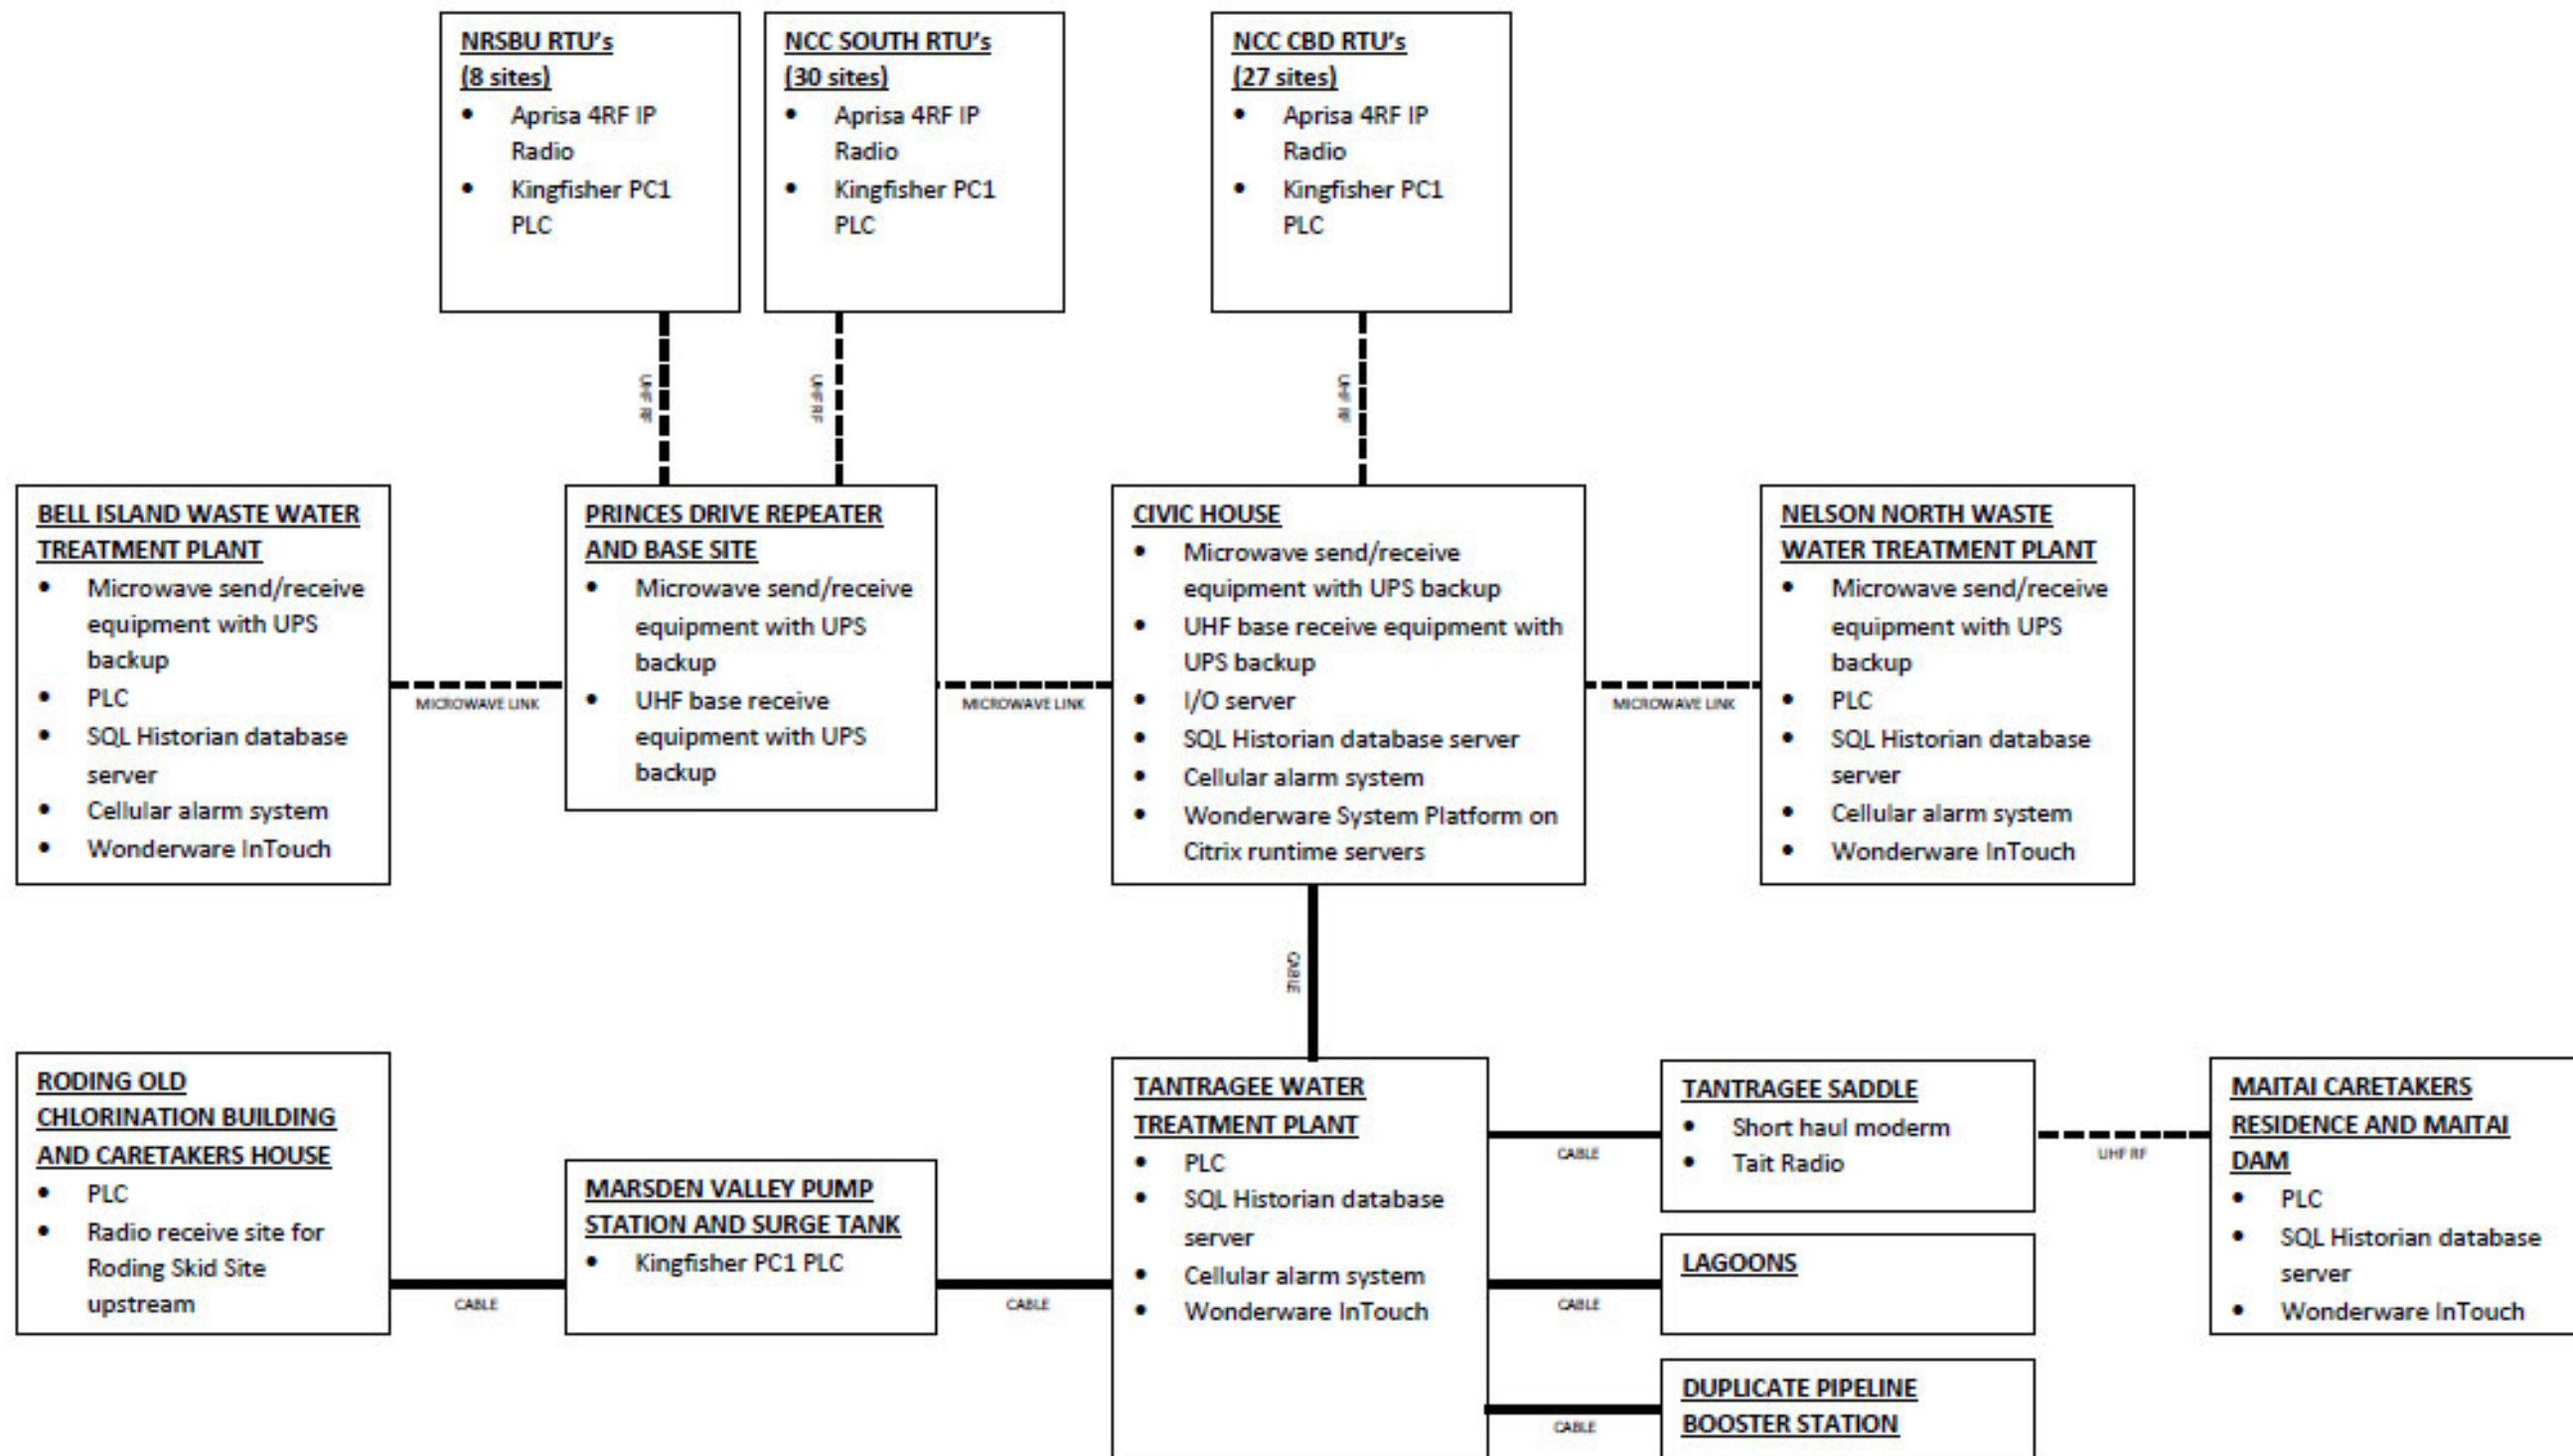 NRSBU RTU's
(8 sites)
• Aprisa 4RF IP
Radio
• Kingfisher PC1
PLC
NCC SOUTH RTU's
(30 sites)
• Aprisa 4RF IP
Radio
• Kingfisher PC1
PLC
NCC CBD RTU's
(27 sites)
• Aprisa 4RF IP
Radio
• Kingfisher PC1
PLC
UHF RF
UHF RF
UHF RF
BELL ISLAND WASTE WATER
TREATMENT PLANT
• Microwave send/receive
equipment with UPS
backup
• PLC
• SQL Historian database
server
• Cellular alarm system
• Wonderware InTouch
MICROWAVE LINK
PRINCES DRIVE REPEATER
AND BASE SITE
• Microwave send/receive
equipment with UPS
backup
• UHF base receive
equipment with UPS
backup
MICROWAVE LINK
CIVIC HOUSE
• Microwave send/receive
equipment with UPS backup
• UHF base receive equipment with
UPS backup
• I/O server
• SQL Historian database server
• Cellular alarm system
• Wonderware System Platform on
Citrix runtime servers
MICROWAVE LINK
NELSON NORTH WASTE
WATER TREATMENT PLANT
• Microwave send/receive
equipment with UPS
backup
• PLC
• SQL Historian database
server
• Cellular alarm system
• Wonderware InTouch
CABLE
RODING OLD
CHLORINATION BUILDING
AND CARETAKERS HOUSE
• PLC
• Radio receive site for
Roding Skid Site
upstream
CABLE
MARSDEN VALLEY PUMP
STATION AND SURGE TANK
• Kingfisher PC1 PLC
CABLE
TANTRAGEE WATER
TREATMENT PLANT
• PLC
• SQL Historian database
server
• Cellular alarm system
• Wonderware InTouch
CABLE
TANTRAGEE SADDLE
• Short haul moderm
• Tait Radio
UHF RF
MAITAI CARETAKERS
RESIDENCE AND MAITAI
DAM
• PLC
• SQL Historian database
server
• Wonderware InTouch
CABLE
LAGOONS
CABLE
DUPLICATE PIPELINE
BOOSTER STATION